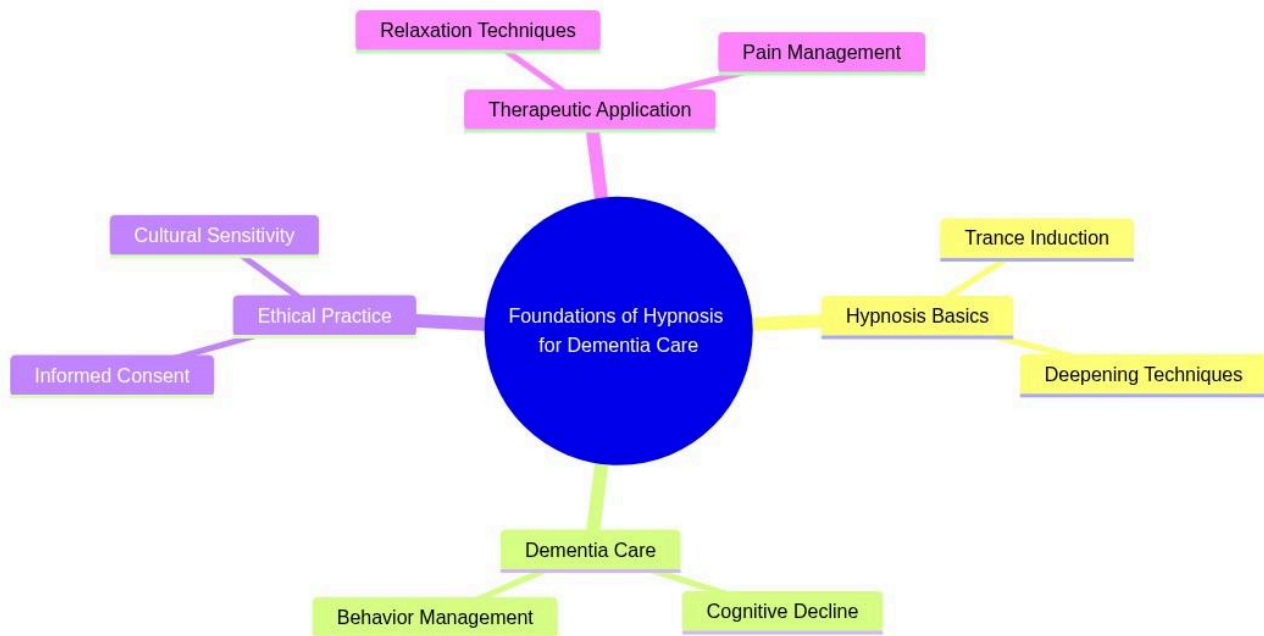 Relaxation Techniques
Pain Management
Therapeutic Application
Cultural Sensitivity
Trance Induction
Ethical Practice
Foundations of Hypnosis
for Dementia Care
Hypnosis Basics
Informed Consent
Deepening Techniques
Dementia Care
Behavior Management
Cognitive Decline